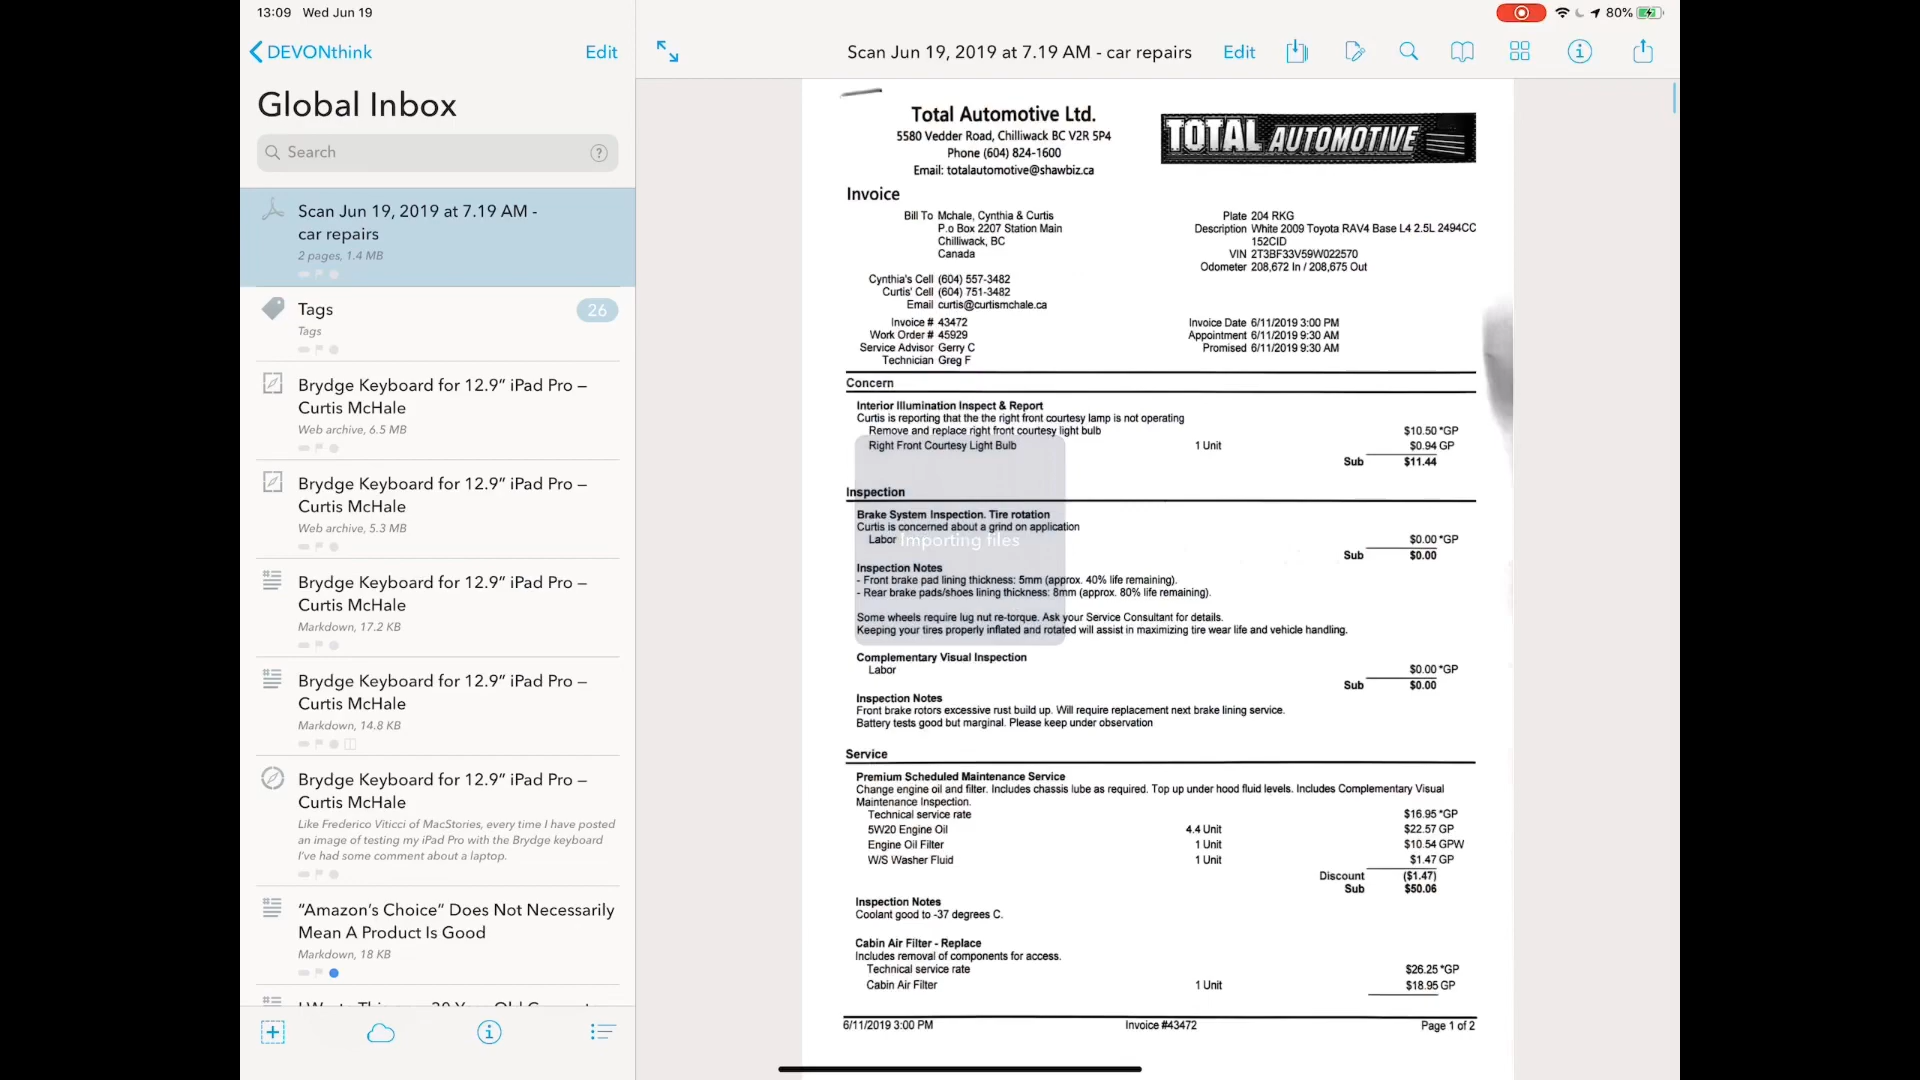 13:09 Wed Jun 19
80%
DEVONthink
Edit
Global Inbox
Search
?
Scan Jun 19, 2019 at 7.19 AM -
car repairs
2 pages, 1.4 MB
Tags
26
Tags
Brydge Keyboard for 12.9” iPad Pro –
Curtis McHale
Web archive, 6.5 MB
Brydge Keyboard for 12.9” iPad Pro –
Curtis McHale
Web archive, 5.3 MB
Brydge Keyboard for 12.9” iPad Pro –
Curtis McHale
Markdown, 17.2 KB
Brydge Keyboard for 12.9” iPad Pro –
Curtis McHale
Markdown, 14.8 KB
Brydge Keyboard for 12.9” iPad Pro –
Curtis McHale
Like Frederico Viticci of MacStories, every time I have posted
an image of testing my iPad Pro with the Brydge keyboard
I’ve had some comment about a laptop.
“Amazon’s Choice” Does Not Necessarily
Mean A Product Is Good
Markdown, 18 KB
Scan Jun 19, 2019 at 7.19 AM - car repairs
Edit
Total Automotive Ltd.
5580 Vedder Road, Chilliwack BC V2R 5P4
Phone (604) 824-1600
Email: totalautomotive@shawbiz.ca
TOTAL AUTOMOTIVE
Invoice
Bill To Mchale, Cynthia & Curtis
P.o Box 2207 Station Main
Chilliwack, BC
Canada
Plate 204 RKG
Description White 2009 Toyota RAV4 Base L4 2.5L 2494CC
152CID
VIN 2T3BF33V59W022570
Odometer 208,672 In / 208,675 Out
Cynthia's Cell (604) 557-3482
Curtis' Cell (604) 751-3482
Email curtis@curtismchale.ca
Invoice # 43472
Work Order # 45929
Service Advisor Gerry C
Technician Greg F
Invoice Date 6/11/2019 3:00 PM
Appointment 6/11/2019 9:30 AM
Promised 6/11/2019 9:30 AM
Concern
Interior Illumination Inspect & Report
Curtis is reporting that the the right front courtesy lamp is not operating
Remove and replace right front courtesy light bulb $10.50 *GP
Right Front Courtesy Light Bulb 1 Unit $0.94 GP
Sub $11.44
Inspection
Brake System Inspection. Tire rotation
Curtis is concerned about a grind on application
Labor $0.00 *GP
Importing files
Sub $0.00
Inspection Notes
- Front brake pad lining thickness: 5mm (approx. 40% life remaining).
- Rear brake pads/shoes lining thickness: 8mm (approx. 80% life remaining).
Some wheels require lug nut re-torque. Ask your Service Consultant for details.
Keeping your tires properly inflated and rotated will assist in maximizing tire wear life and vehicle handling.
Complementary Visual Inspection
Labor $0.00 *GP
Sub $0.00
Inspection Notes
Front brake rotors excessive rust build up. Will require replacement next brake lining service.
Battery tests good but marginal. Please keep under observation
Service
Premium Scheduled Maintenance Service
Change engine oil and filter. Includes chassis lube as required. Top up under hood fluid levels. Includes Complementary Visual
Maintenance Inspection.
Technical service rate $16.95 *GP
5W20 Engine Oil 4.4 Unit $22.57 GP
Engine Oil Filter 1 Unit $10.54 GPW
W/S Washer Fluid 1 Unit $1.47 GP
Discount ($1.47)
Sub $50.06
Inspection Notes
Coolant good to -37 degrees C.
Cabin Air Filter - Replace
Includes removal of components for access.
Technical service rate $26.25 *GP
Cabin Air Filter 1 Unit $18.95 GP
6/11/2019 3:00 PM Invoice #43472 Page 1 of 2